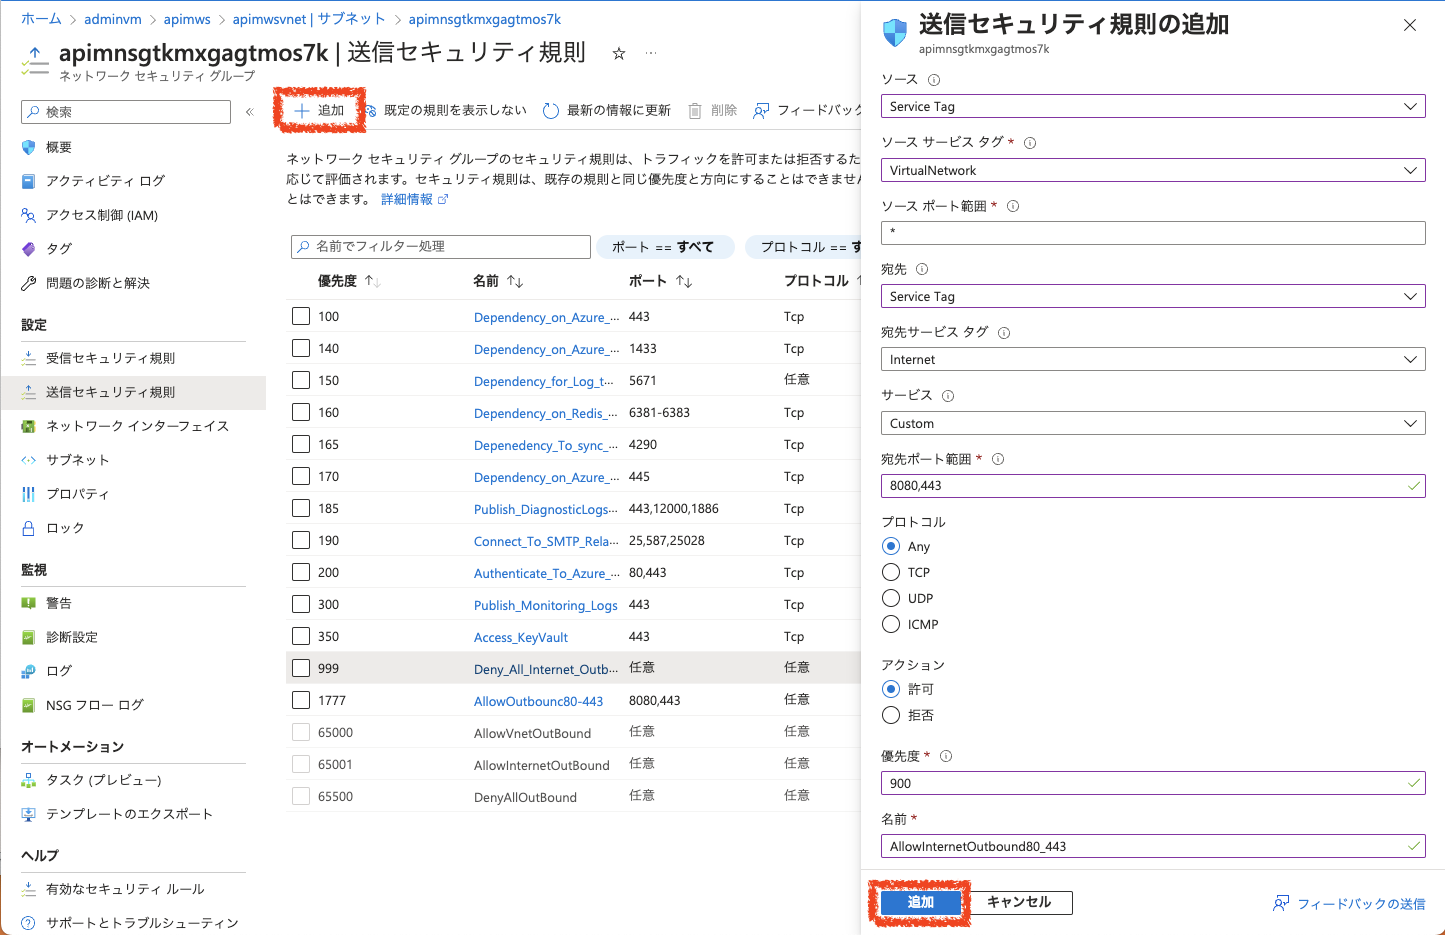 ホーム > adminvm > apimws > apimwsvnet | サブネット > apimnsgtkmxgagtmos7k
apimnsgtkmxgagtmos7k | 送信セキュリティ規則 ☆ …
ネットワーク セキュリティ グループ
検索
«
概要
アクティビティ ログ
アクセス制御 (IAM)
タグ
問題の診断と解決
設定
受信セキュリティ規則
送信セキュリティ規則
ネットワーク インターフェイス
サブネット
プロパティ
ロック
監視
警告
診断設定
ログ
NSG フロー ログ
オートメーション
タスク (プレビュー)
テンプレートのエクスポート
ヘルプ
有効なセキュリティ ルール
サポートとトラブルシューティン
追加 既定の規則を表示しない 最新の情報に更新 削除 フィードバック
ネットワーク セキュリティ グループのセキュリティ規則は、トラフィックを許可または拒否するた
応じて評価されます。セキュリティ規則は、既存の規則と同じ優先度と方向にすることはできません
とはできます。 詳細情報
名前でフィルター処理 ポート == すべて プロトコル == す
優先度 ↑↓ 名前 ↑↓ ポート ↑↓ プロトコル ↑
100 Dependency_on_Azure_... 443 Tcp
140 Dependency_on_Azure_... 1433 Tcp
150 Dependency_for_Log_t... 5671 任意
160 Dependency_on_Redis_... 6381-6383 Tcp
165 Depenedency_To_sync_... 4290 Tcp
170 Dependency_on_Azure_... 445 Tcp
185 Publish_DiagnosticLogs... 443,12000,1886 Tcp
190 Connect_To_SMTP_Rela... 25,587,25028 Tcp
200 Authenticate_To_Azure_... 80,443 Tcp
300 Publish_Monitoring_Logs 443 Tcp
350 Access_KeyVault 443 Tcp
999 Deny_All_Internet_Outb... 任意 任意
1777 AllowOutbounc80-443 8080,443 任意
65000 AllowVnetOutBound 任意 任意
65001 AllowInternetOutBound 任意 任意
65500 DenyAllOutBound 任意 任意
送信セキュリティ規則の追加
apimnsgtkmxgagtmos7k
ソース
Service Tag
ソース サービス タグ *
VirtualNetwork
ソース ポート範囲 *
*
宛先
Service Tag
宛先サービス タグ
Internet
サービス
Custom
宛先ポート範囲 *
8080,443
プロトコル
Any
TCP
UDP
ICMP
アクション
許可
拒否
優先度 *
900
名前 *
AllowInternetOutbound80_443
追加 キャンセル フィードバックの送信